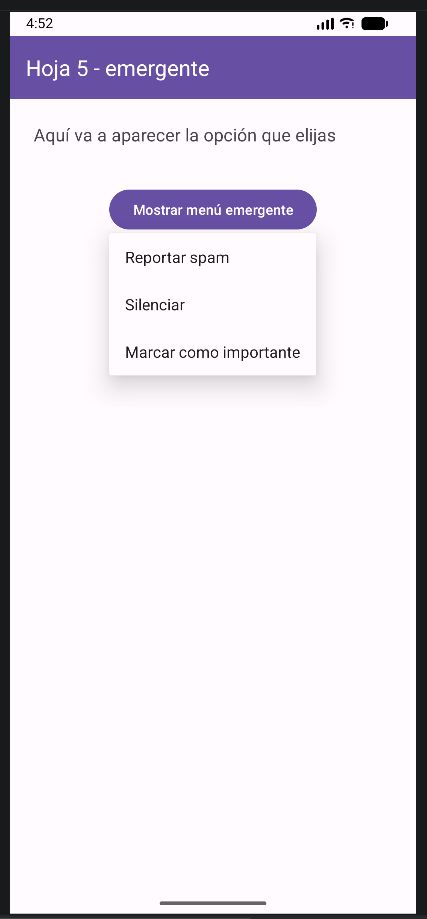 4:52
Hoja 5 - emergente
Aquí va a aparecer la opción que elijas
Mostrar menú emergente
Reportar spam
Silenciar
Marcar como importante